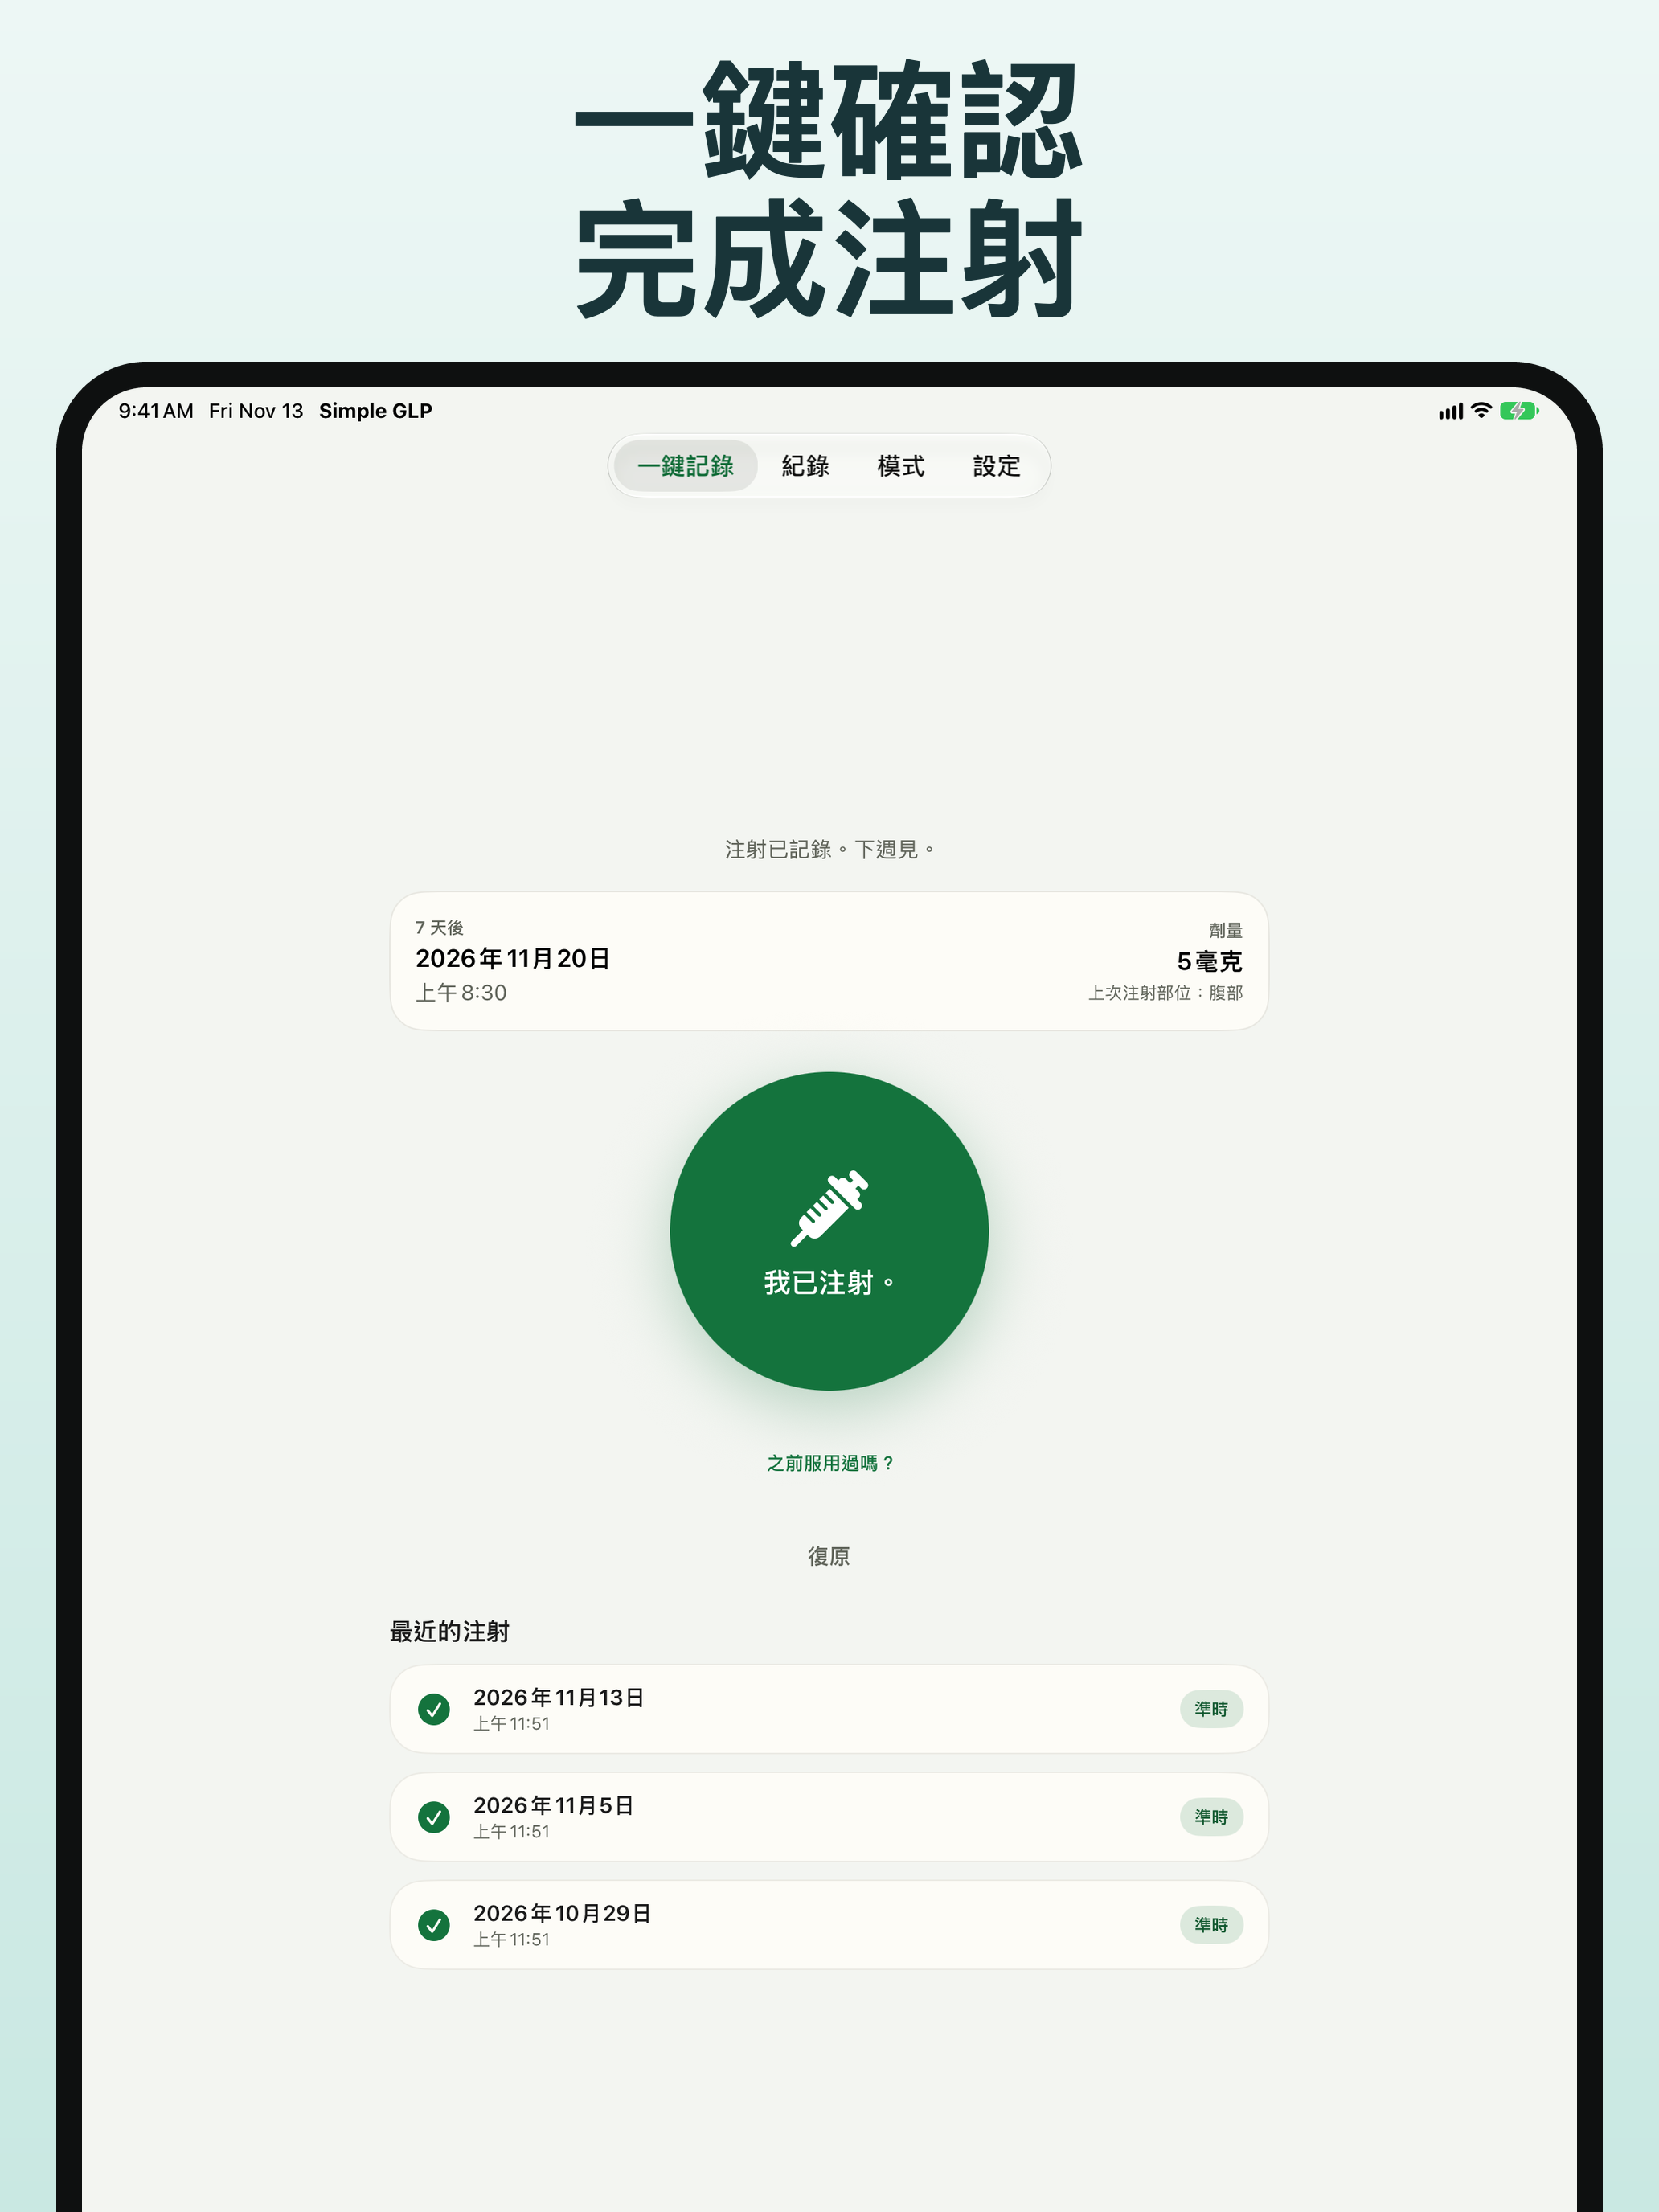 一鍵確認
完成注射
9:41 AM Fri Nov 13 Simple GLP
一鍵記錄 紀錄 模式 設定
注射已記錄。下週見。
7 天後
2026年11月20日
上午8:30
劑量
5毫克
上次注射部位：腹部
我已注射。
之前服用過嗎？
復原
最近的注射
2026年11月13日
上午11:51
準時
2026年11月5日
上午11:51
準時
2026年10月29日
上午11:51
準時